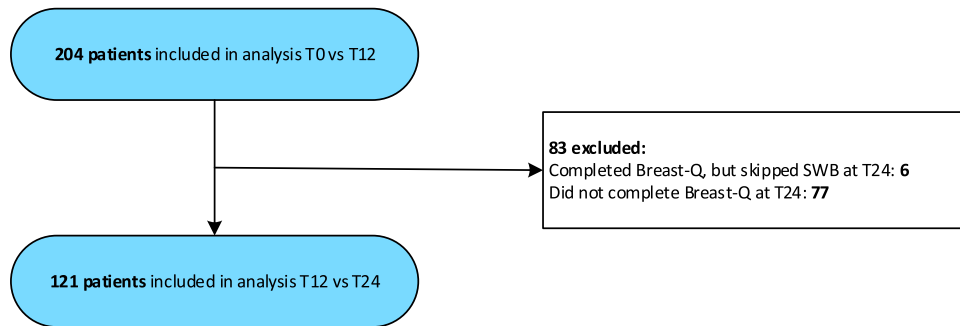 204 patients included in analysis T0 vs T12
83 excluded:
Completed Breast-Q, but skipped SWB at T24: 6
Did not complete Breast-Q at T24: 77
121 patients included in analysis T12 vs T24